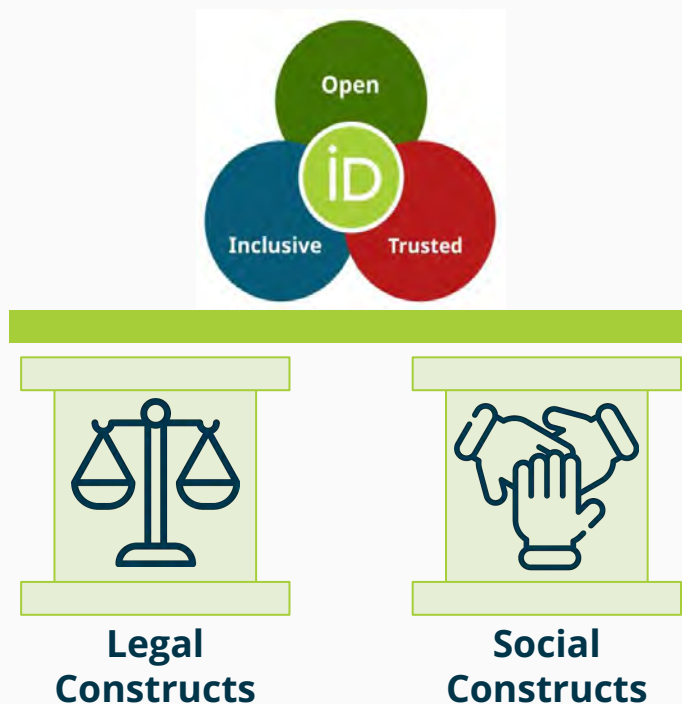 Open
iD
Inclusive
Trusted
Legal
Constructs
Social
Constructs